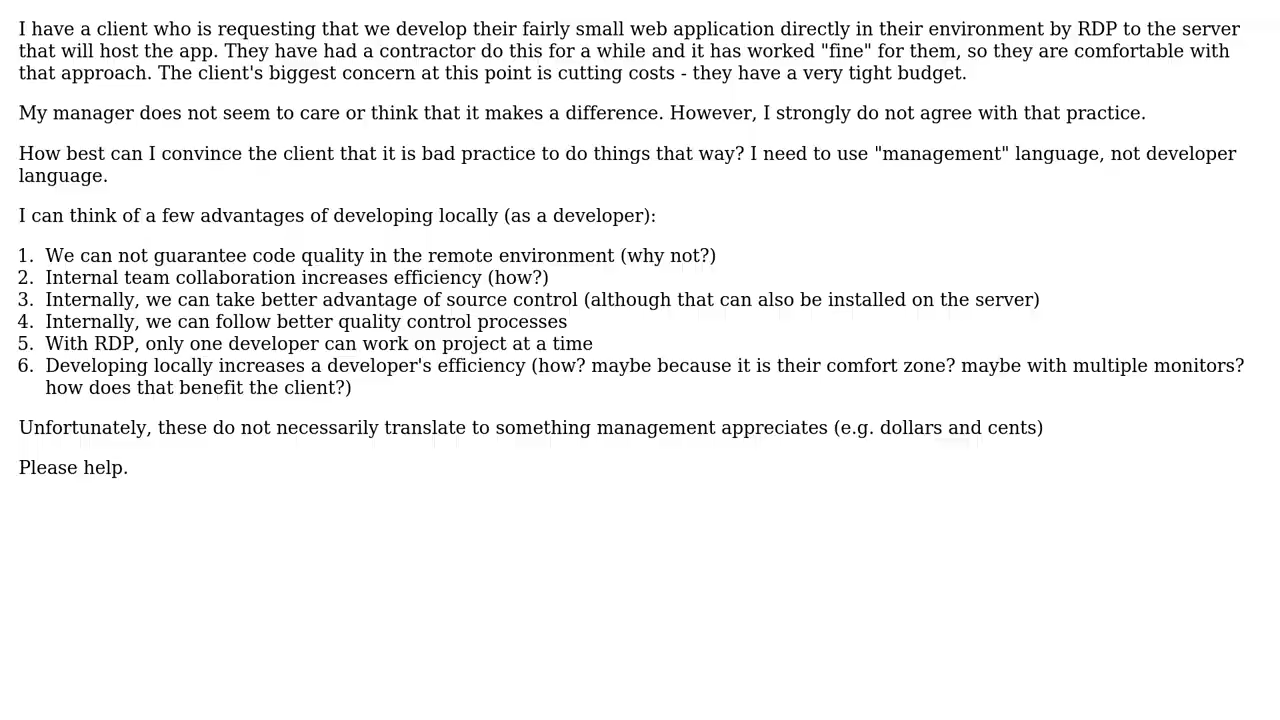 I have a client who is requesting that we develop their fairly small web application directly in their environment by RDP to the server
that will host the app. They have had a contractor do this for a while and it has worked "fine" for them, so they are comfortable with
that approach. The client's biggest concern at this point is cutting costs - they have a very tight budget.
My manager does not seem to care or think that it makes a difference. However, I strongly do not agree with that practice.
How best can I convince the client that it is bad practice to do things that way? I need to use "management" language, not developer
language.
I can think of a few advantages of developing locally (as a developer):
1. We can not guarantee code quality in the remote environment (why not?)
2. Internal team collaboration increases efficiency (how?)
3. Internally, we can take better advantage of source control (although that can also be installed on the server)
4. Internally, we can follow better quality control processes
5. With RDP, only one developer can work on project at a time
6. Developing locally increases a developer's efficiency (how? maybe because it is their comfort zone? maybe with multiple monitors?
how does that benefit the client?)
Unfortunately, these do not necessarily translate to something management appreciates (e.g. dollars and cents)
Please help.